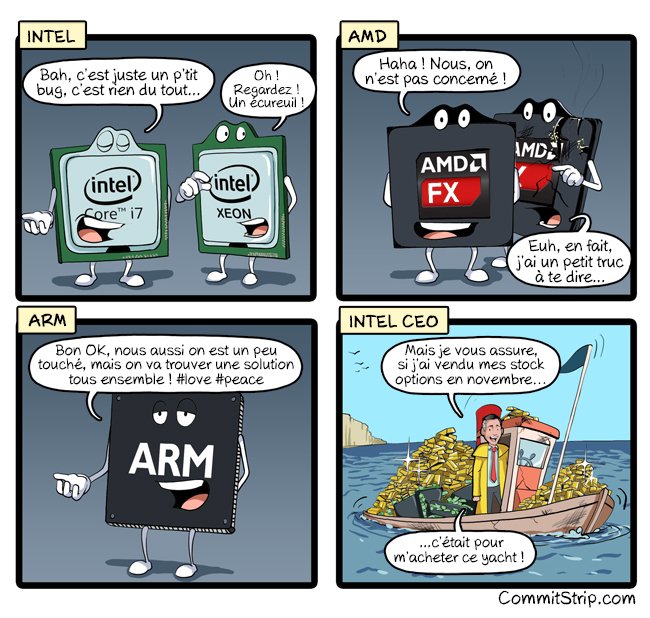 INTEL
Bah, c'est juste un p'tit
bug, c'est rien du tout...
Oh !
Regardez !
Un écureuil !
intel
Core™ i7
intel
XEON
AMD
Haha ! Nous, on
n'est pas concerné !
AMD
FX
AMD
X
Euh, en fait,
j'ai un petit truc
à te dire...
ARM
Bon OK, nous aussi on est un peu
touché, mais on va trouver une solution
tous ensemble ! #love #peace
ARM
INTEL CEO
Mais je vous assure,
si j'ai vendu mes stock
options en novembre...
...c'était pour
m'acheter ce yacht !
CommitStrip.com